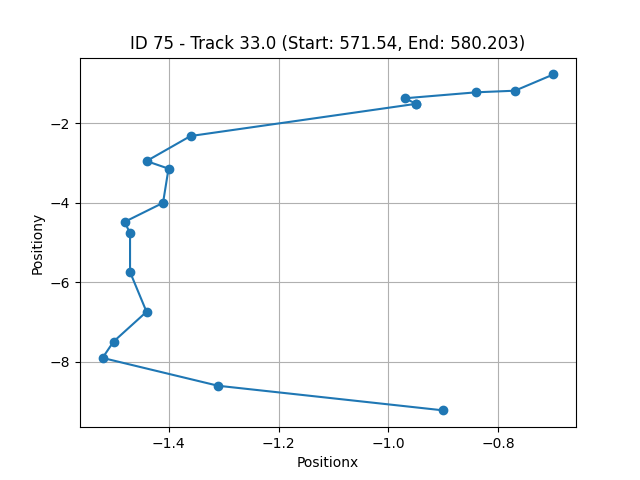 ID 75 - Track 33.0 (Start: 571.54, End: 580.203)
−2
−4
−6
−8
Positiony
−1.4 −1.2 −1.0 −0.8
Positionx